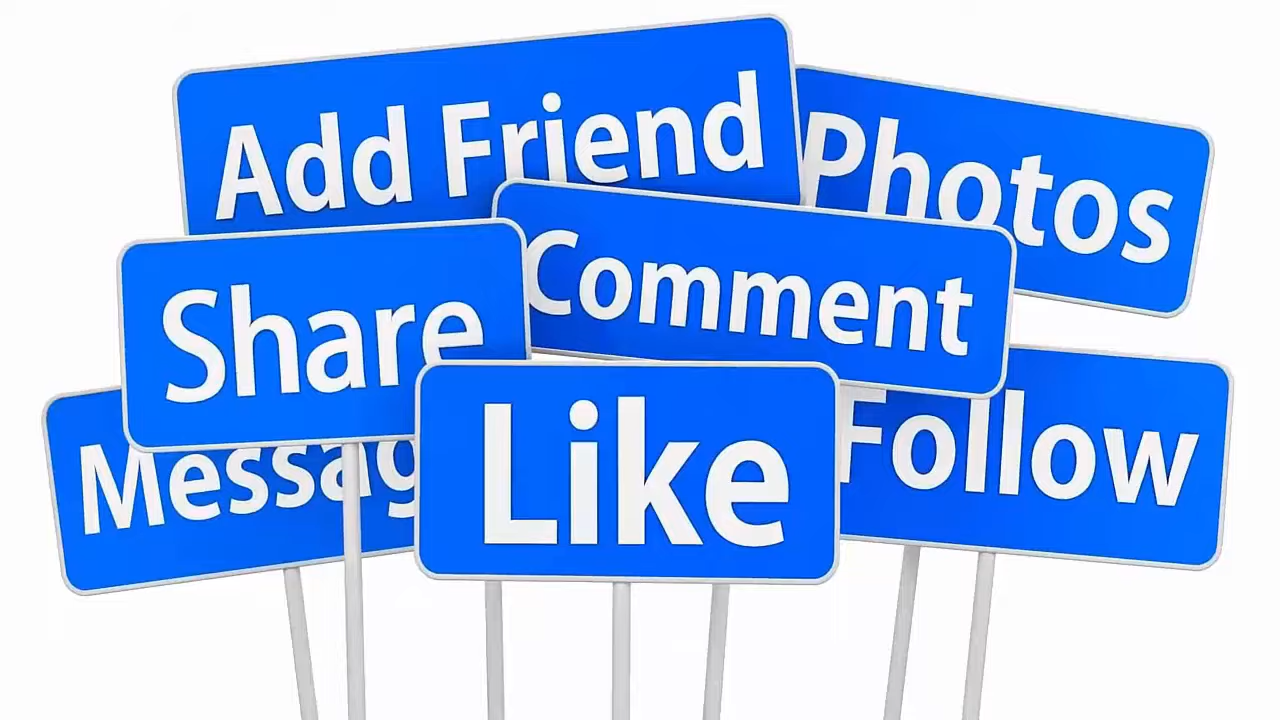 Add Friend
Photos
Comment
Share
Messag
Like
Follow